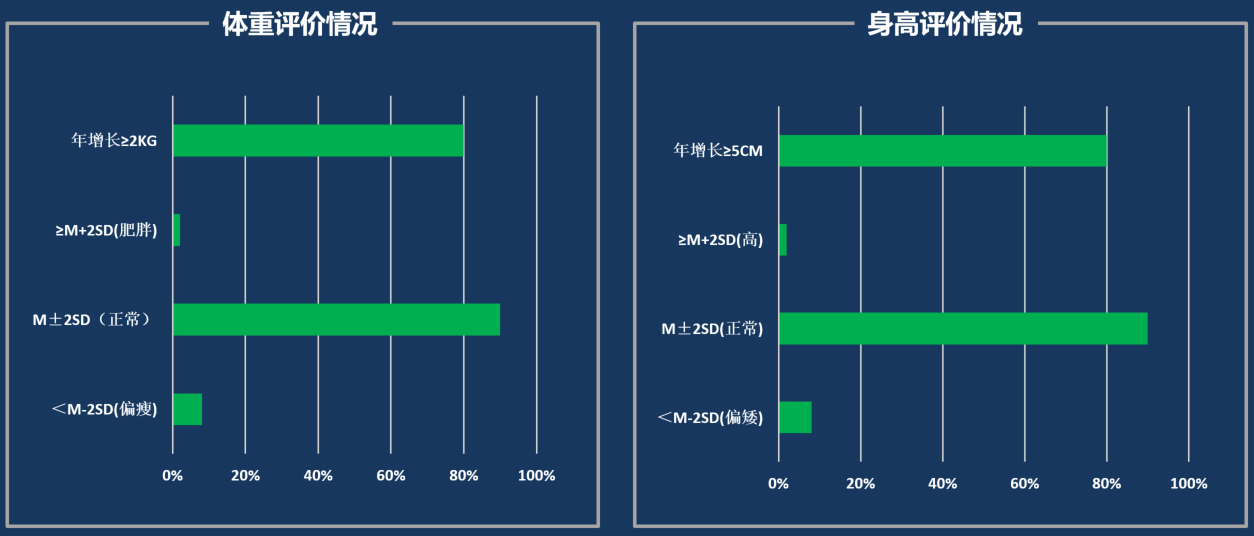 体重评价情况
年增长≥2KG
≥M+2SD(肥胖)
M±2SD（正常）
＜M-2SD(偏瘦)
0% 20% 40% 60% 80% 100%
身高评价情况
年增长≥5CM
≥M+2SD(高)
M±2SD(正常)
＜M-2SD(偏矮)
0% 20% 40% 60% 80% 100%